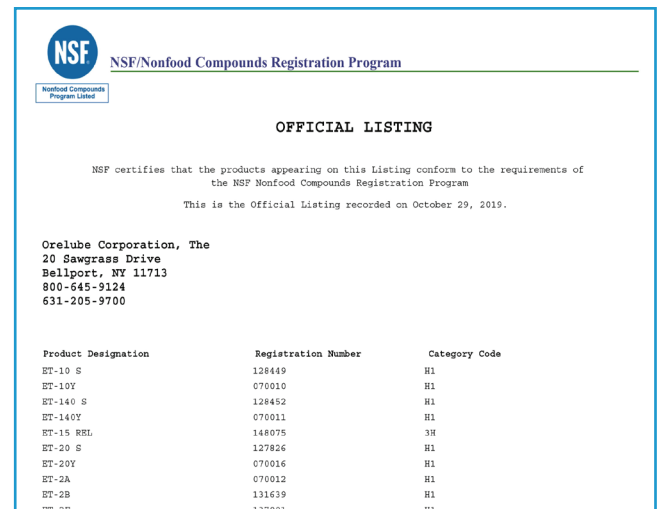 NSF
NSF/Nonfood Compounds Registration Program
Nonfood Compounds
Program Listed
OFFICIAL LISTING
NSF certifies that the products appearing on this Listing conform to the requirements of
the NSF Nonfood Compounds Registration Program
This is the Official Listing recorded on October 29, 2019.
Orelube Corporation, The
20 Sawgrass Drive
Bellport, NY 11713
800-645-9124
631-205-9700
Product Designation Registration Number Category Code
ET-10 S 128449 H1
ET-10Y 070010 H1
ET-140 S 128452 H1
ET-140Y 070011 H1
ET-15 REL 148075 3H
ET-20 S 127826 H1
ET-20Y 070016 H1
ET-2A 070012 H1
ET-2B 131639 H1